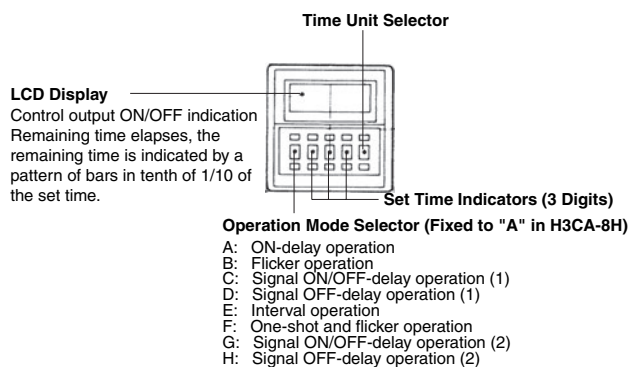 Time Unit Selector
LCD Display
Control output ON/OFF indication
Remaining time elapses, the
remaining time is indicated by a
pattern of bars in tenth of 1/10 of
the set time.
Set Time Indicators (3 Digits)
Operation Mode Selector (Fixed to "A" in H3CA-8H)
A: ON-delay operation
B: Flicker operation
C: Signal ON/OFF-delay operation (1)
D: Signal OFF-delay operation (1)
E: Interval operation
F: One-shot and flicker operation
G: Signal ON/OFF-delay operation (2)
H: Signal OFF-delay operation (2)